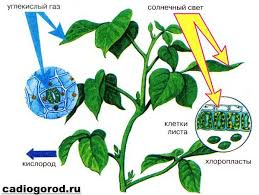 углекислый газ
солнечный свет
клетки
листа
кислород
хлоропласты
cadiogorod.ru